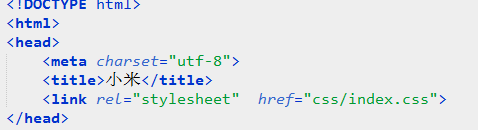 <!DOCTYPE html>
<html>
<head>
    <meta charset="utf-8">
    <title>小米</title>
    <link rel="stylesheet"  href="css/index.css">
</head>